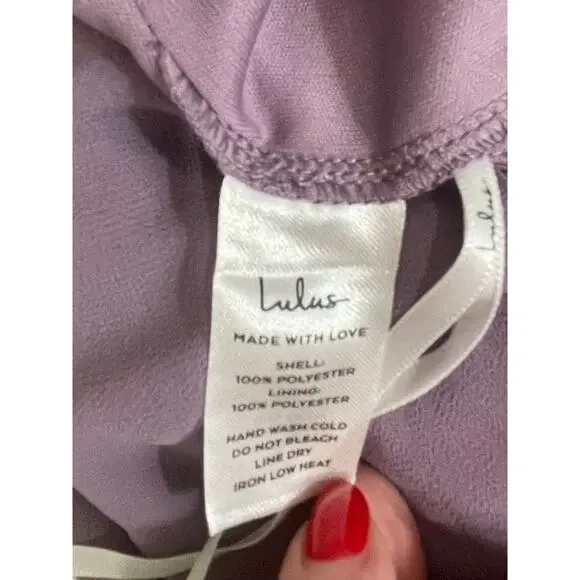 Lulus
MADE WITH LOVE
SHELL:
100% POLYESTER
LINING:
100% POLYESTER
HAND WASH COLD
DO NOT BLEACH
LINE DRY
IRON LOW HEAT
Lulus